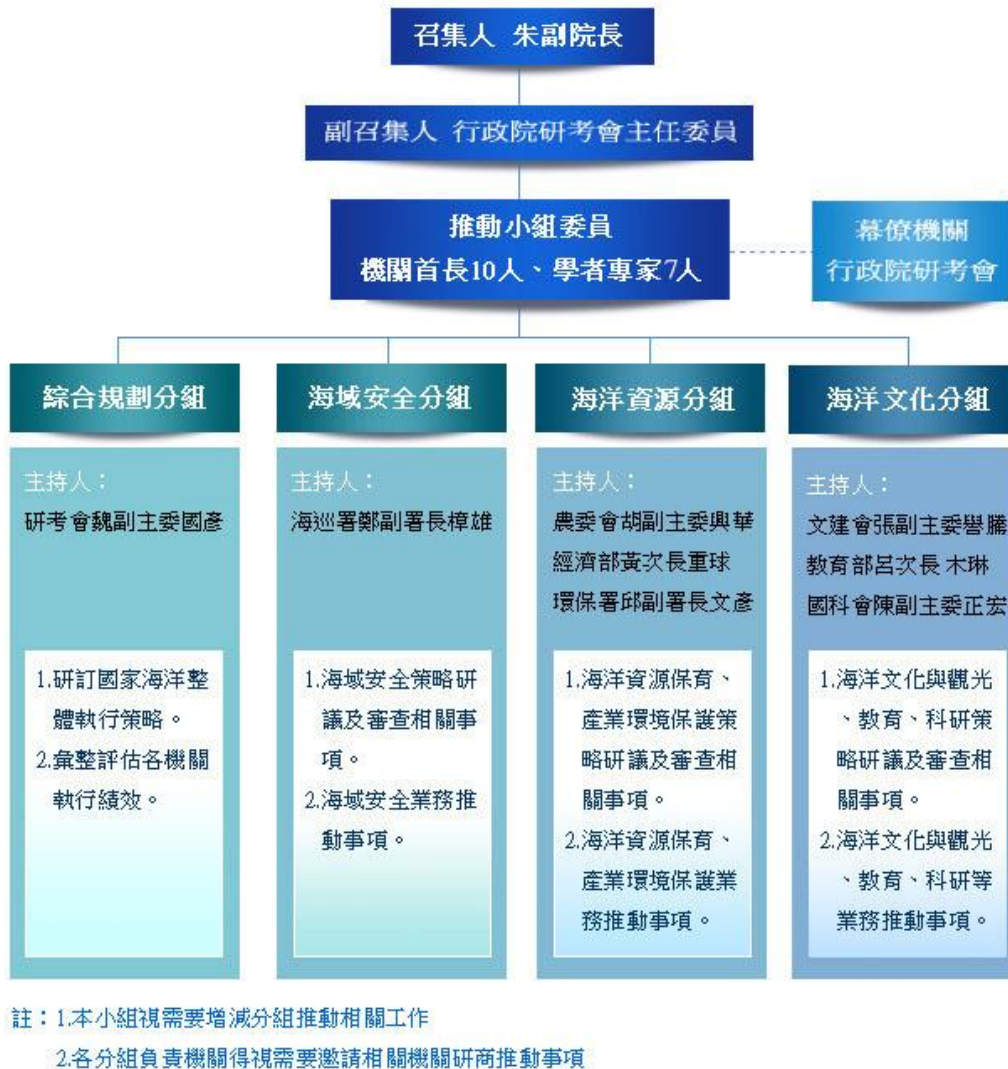 召集人 朱副院長
副召集人 行政院研考會主任委員
推動小組委員
機關首長10人、學者專家7人
幕僚機關
行政院研考會
綜合規劃分組
主持人：
研考會魏副主委國彥
1.研訂國家海洋整
體執行策略。
2.彙整評估各機關
執行績效。
海域安全分組
主持人：
海巡署鄭副署長樟雄
1.海域安全策略研
議及審查相關事
項。
2.海域安全業務推
動事項。
海洋資源分組
主持人：
農委會胡副主委興華
經濟部黃次長重球
環保署邱副署長文彥
1.海洋資源保育、
產業環境保護策
略研議及審查相
關事項。
2.海洋資源保育、
產業環境保護業
務推動事項。
海洋文化分組
主持人：
文建會張副主委譽騰
教育部呂次長木琳
國科會陳副主委正宏
1.海洋文化與觀光
、教育、科研策
略研議及審查相
關事項。
2.海洋文化與觀光
、教育、科研等
業務推動事項。
註：1.本小組視需要增減分組推動相關工作
2.各分組負責機關得視需要邀請相關機關研商推動事項